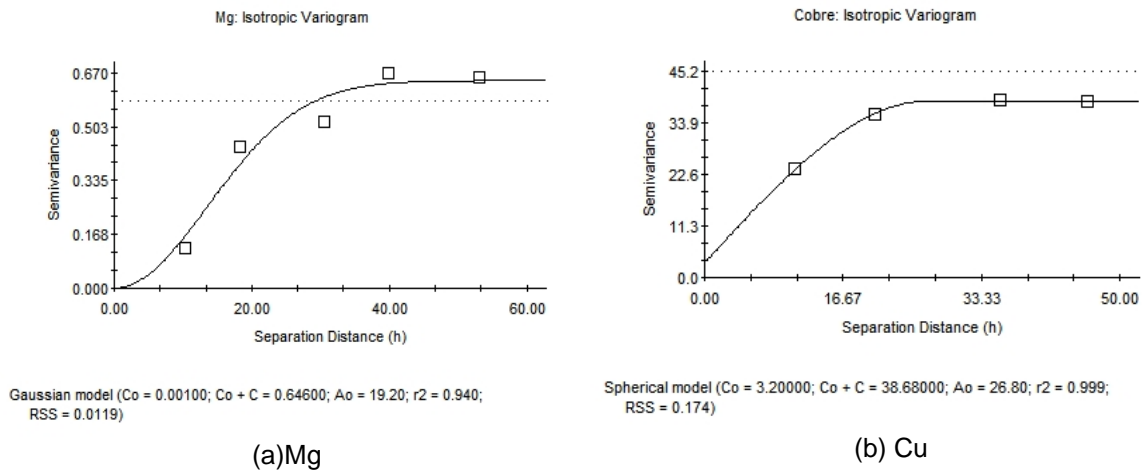 Mg: Isotropic Variogram
0.670
0.503
0.335
0.168
0.000
Semivariance
0.00 20.00 40.00 60.00
Separation Distance (h)
Gaussian model (Co = 0.00100; Co + C = 0.64600; Ao = 19.20; r2 = 0.940;
RSS = 0.0119)
(a)Mg
Cobre: Isotropic Variogram
45.2
33.9
22.6
11.3
0.0
Semivariance
0.00 16.67 33.33 50.00
Separation Distance (h)
Spherical model (Co = 3.20000; Co + C = 38.68000; Ao = 26.80; r2 = 0.999;
RSS = 0.174)
(b) Cu